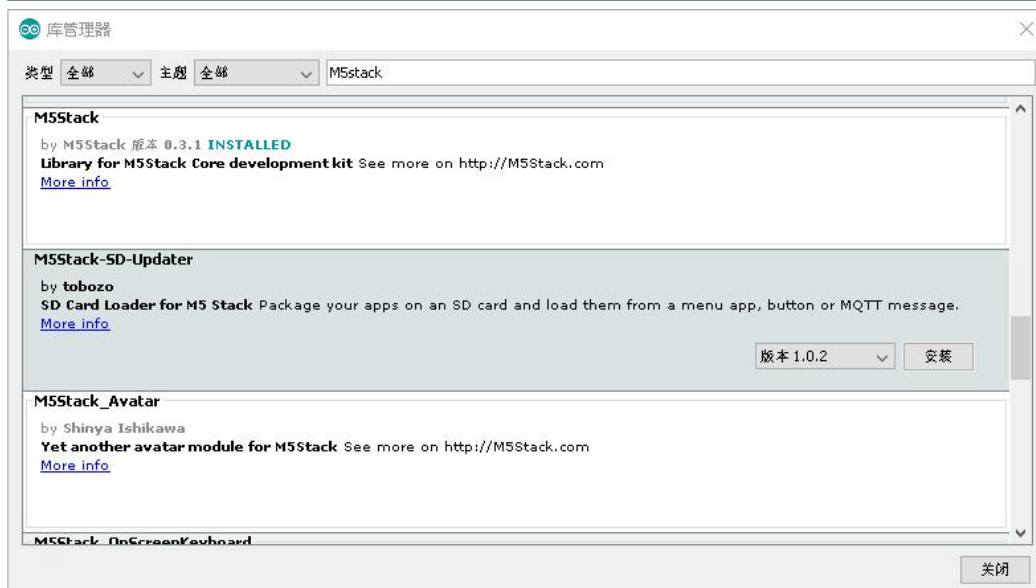 库管理器
类型 全部 主题 全部 M5stack
M5Stack
by M5Stack 版本 0.3.1 INSTALLED
Library for M5Stack Core development kit See more on http://M5Stack.com
More info
M5Stack-SD-Updater
by tobozo
SD Card Loader for M5 Stack Package your apps on an SD card and load them from a menu app, button or MQTT message.
More info
版本 1.0.2 安装
M5Stack_Avatar
by Shinya Ishikawa
Yet another avatar module for M5Stack See more on http://M5Stack.com
More info
M5Stack_OnScreenKeyboard
关闭